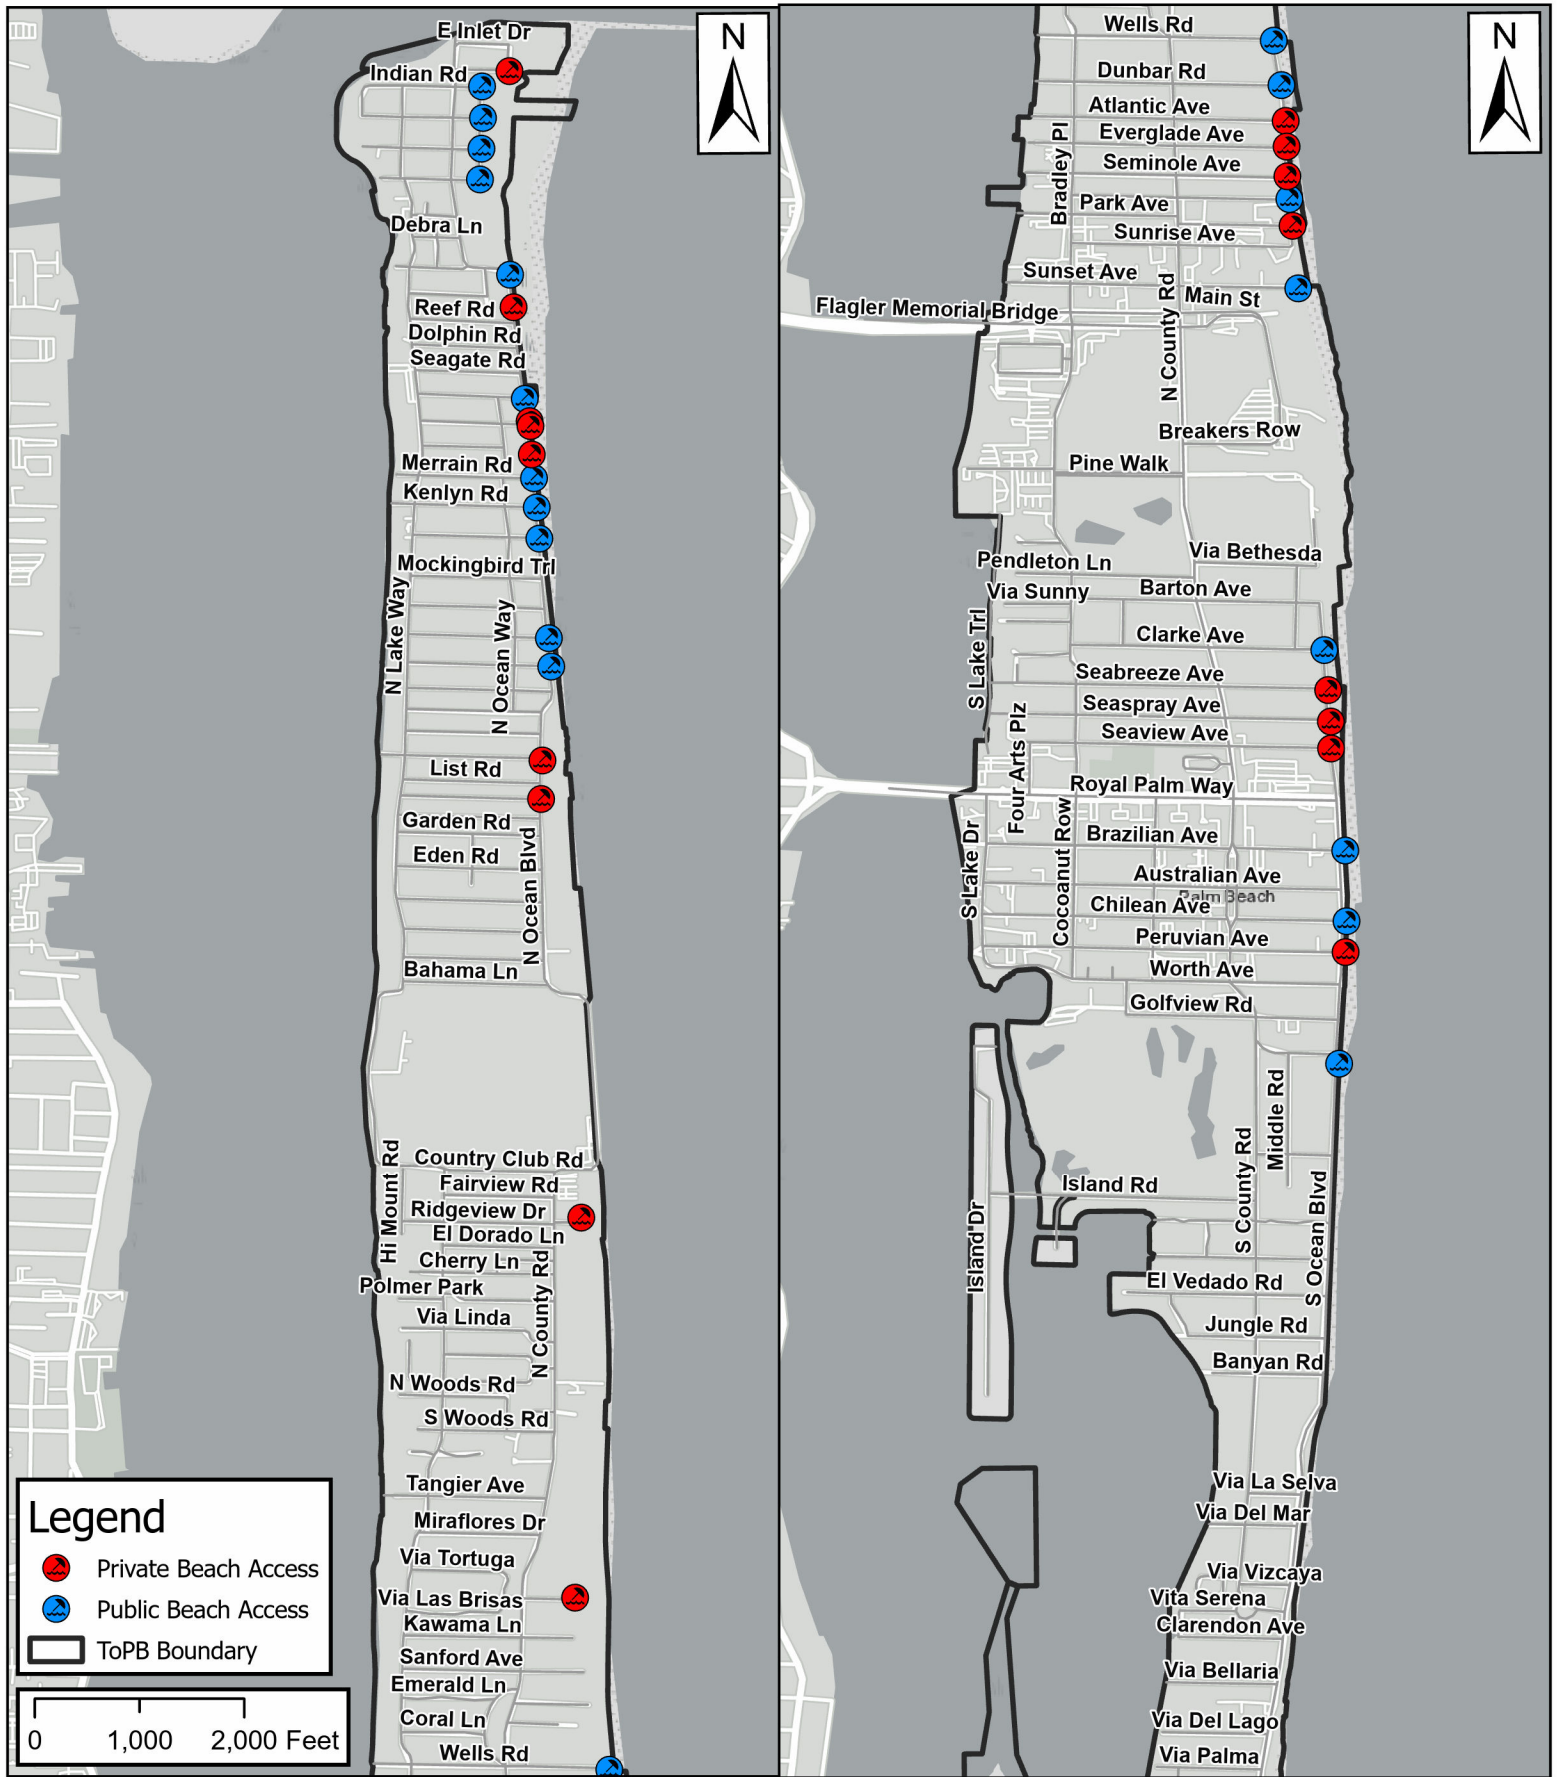 E Inlet Dr
Indian Rd
Debra Ln
Reef Rd
Dolphin Rd
Seagate Rd
Merrain Rd
Kenlyn Rd
Mockingbird Trl
N Lake Way
N Ocean Way
List Rd
Garden Rd
Eden Rd
N Ocean Blvd
Bahama Ln
Country Club Rd
Hi Mount Rd
Fairview Rd
Ridgeview Dr
El Dorado Ln
Cherry Ln
N County Rd
Polmer Park
Via Linda
N Woods Rd
S Woods Rd
Tangier Ave
Miraflores Dr
Via Tortuga
Via Las Brisas
Kawama Ln
Sanford Ave
Emerald Ln
Coral Ln
Wells Rd
Legend
Private Beach Access
Public Beach Access
ToPB Boundary
0 1,000 2,000 Feet
N
Wells Rd
Dunbar Rd
Atlantic Ave
Everglade Ave
Bradley Pl
Seminole Ave
Park Ave
Sunrise Ave
Sunset Ave
Main St
N County Rd
Flagler Memorial Bridge
Breakers Row
Pine Walk
Via Bethesda
Pendleton Ln
Barton Ave
Via Sunny
S Lake Trl
Clarke Ave
Seabreeze Ave
Seaspray Ave
Seaview Ave
Four Arts Plz
Royal Palm Way
Cocoanut Row
Brazilian Ave
S Lake Dr
Australian Ave
Palm Beach
Chilean Ave
Peruvian Ave
Worth Ave
Golfview Rd
Middle Rd
S County Rd
Island Rd
Island Dr
S Ocean Blvd
El Vedado Rd
Jungle Rd
Banyan Rd
Via La Selva
Via Del Mar
Via Vizcaya
Vita Serena
Clarendon Ave
Via Bellaria
Via Del Lago
Via Palma
N